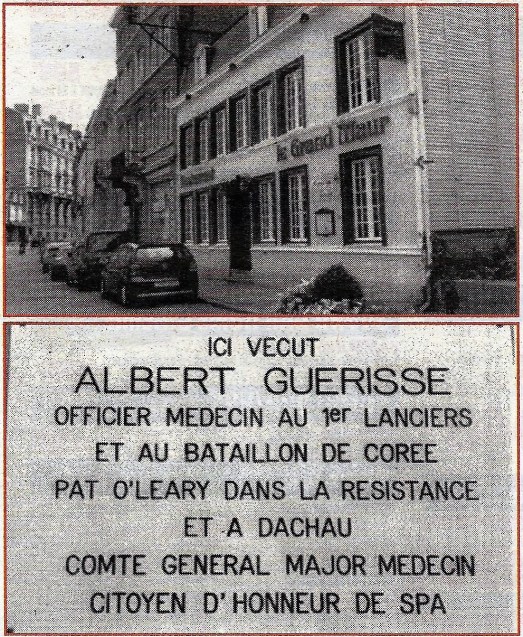 le Grand Maur
ICI VECUT
ALBERT GUERISSE
OFFICIER MEDECIN AU 1er LANCIERS
ET AU BATAILLON DE COREE
PAT O'LEARY DANS LA RESISTANCE
ET A DACHAU
COMTE GENERAL MAJOR MEDECIN
CITOYEN D'HONNEUR DE SPA